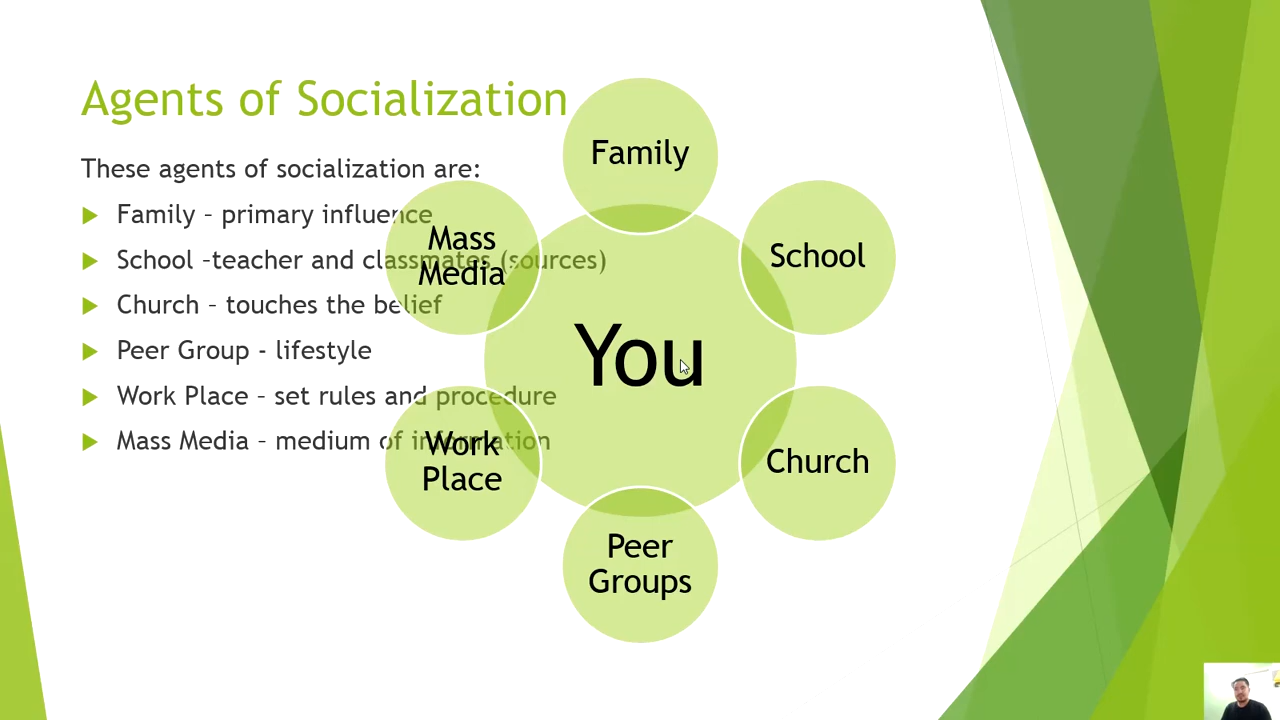 Agents of Socialization
These agents of socialization are:
Family – primary influence
School –teacher and classmates (sources)
Church – touches the belief
Peer Group - lifestyle
Work Place – set rules and procedure
Mass Media – medium of information
Family
School
Church
Peer
Groups
Work
Place
Mass
Media
You